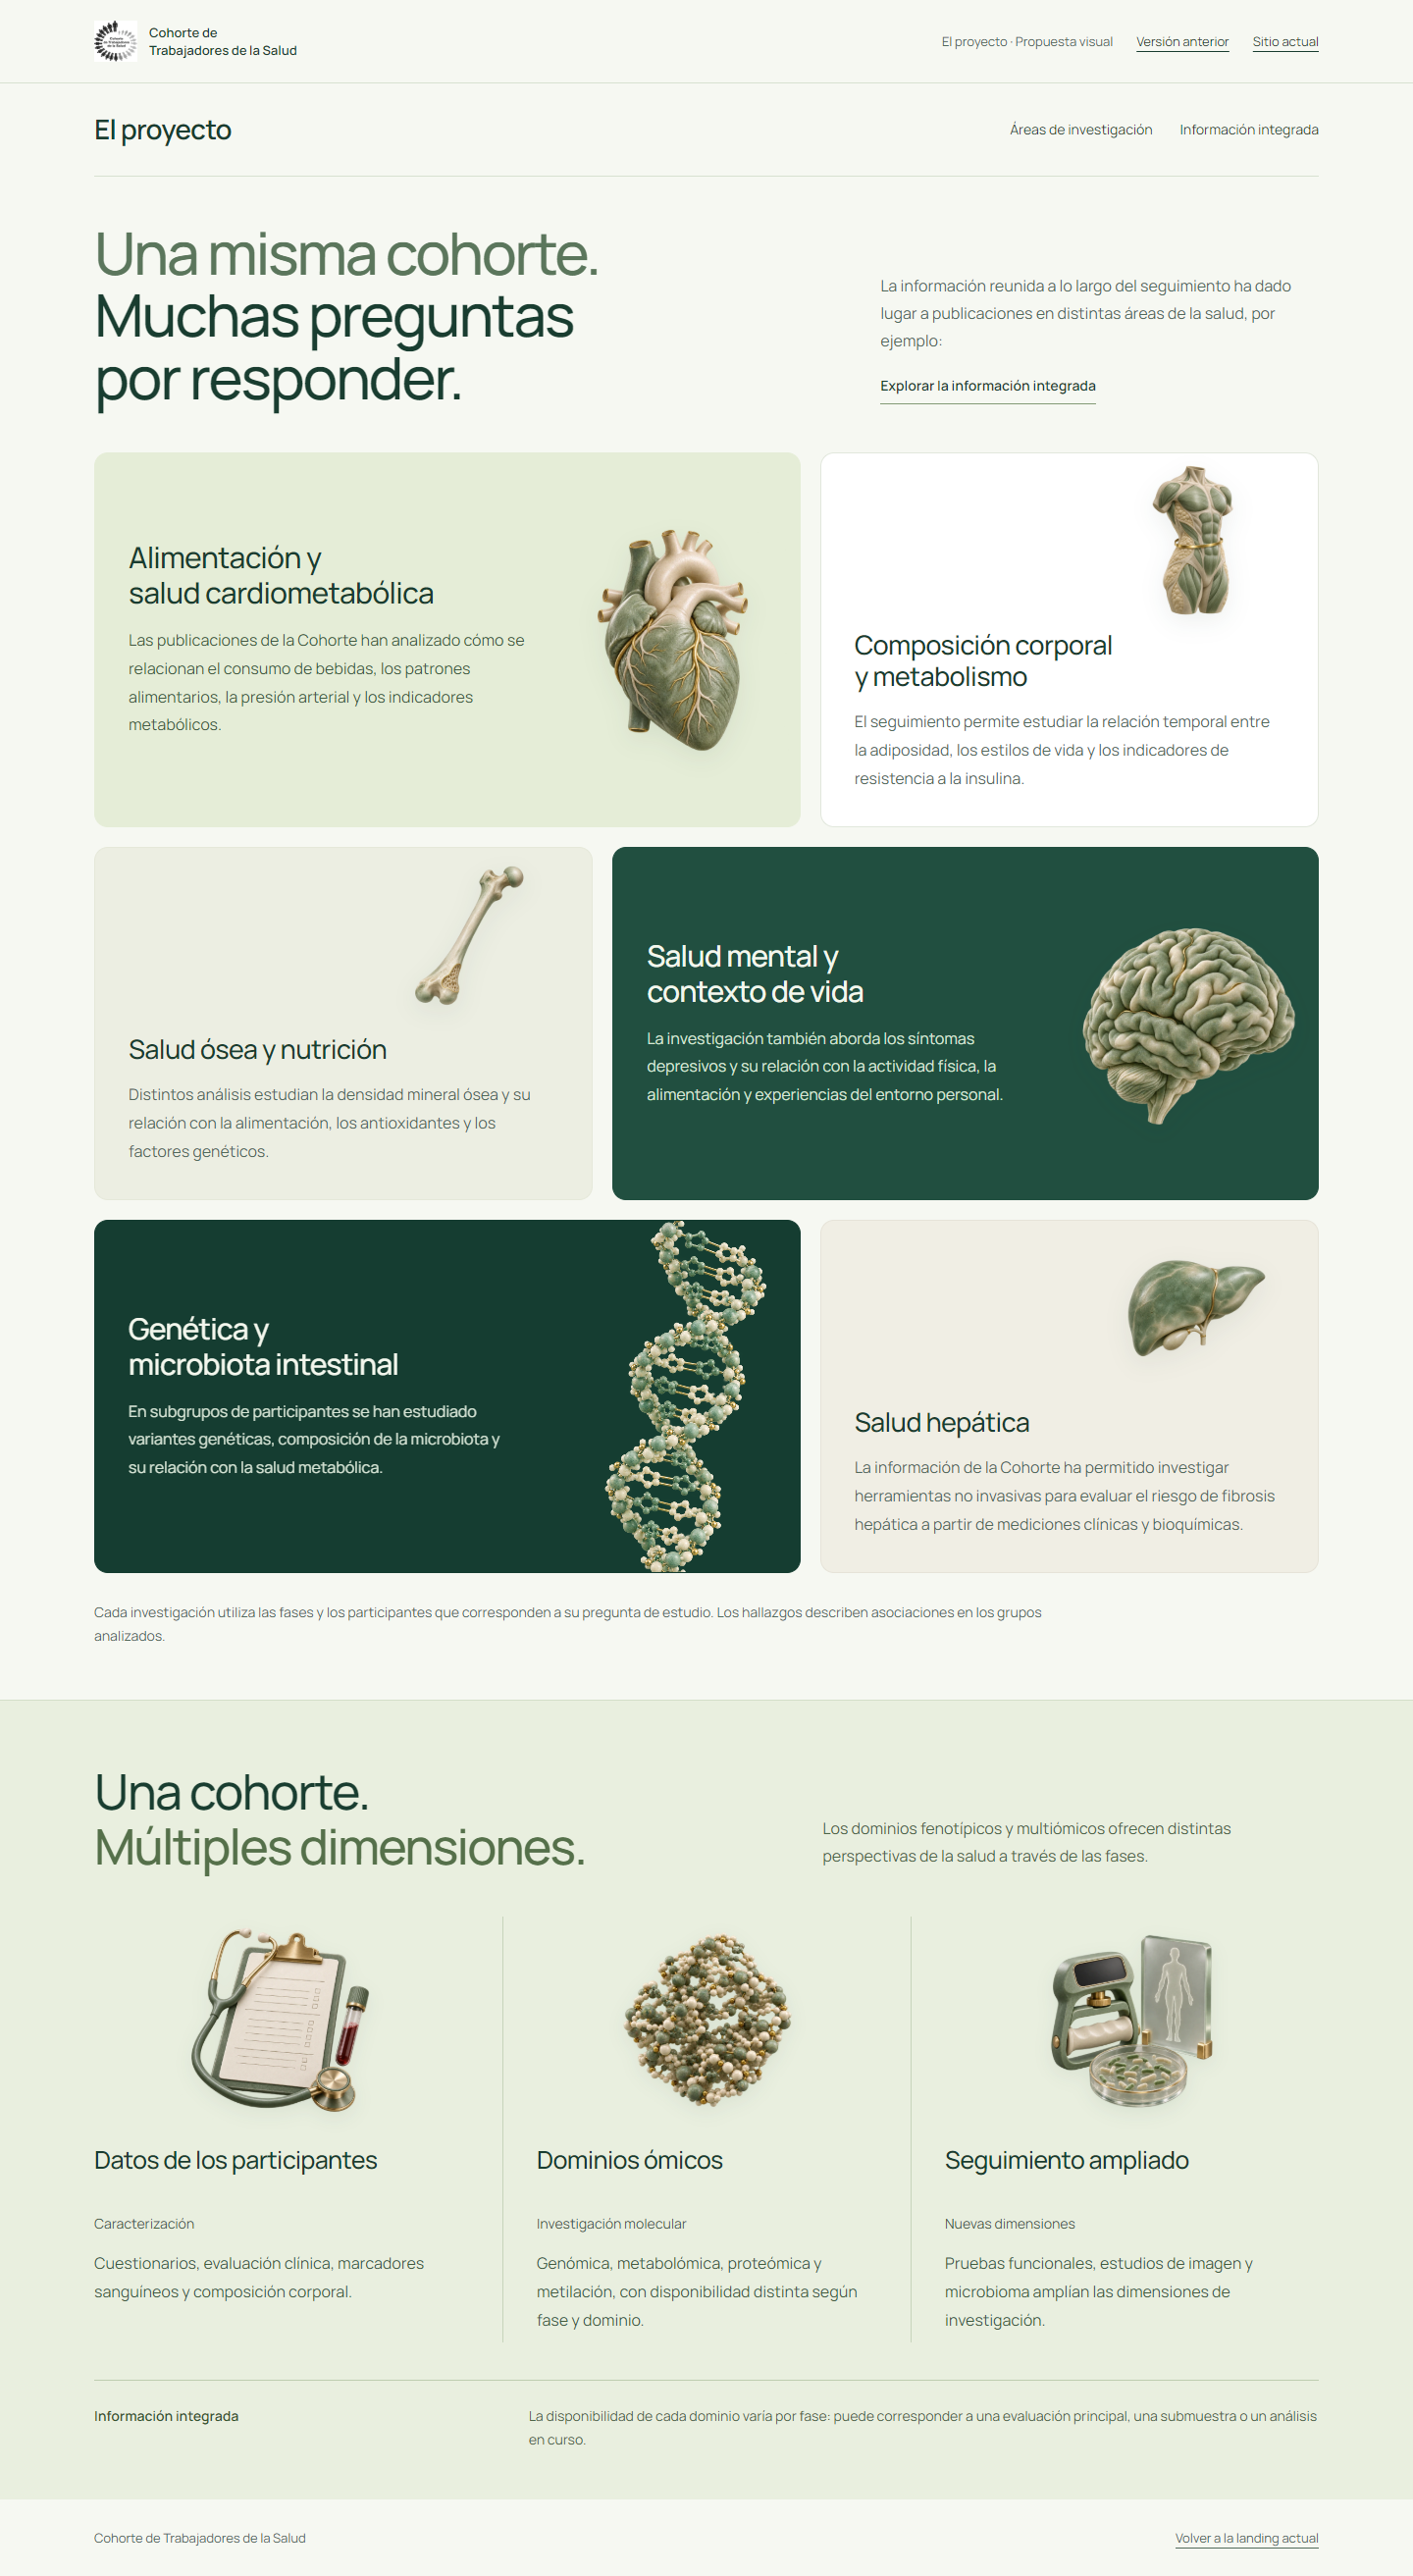 Cohorte de
Trabajadores de la Salud
El proyecto · Propuesta visual
Versión anterior
Sitio actual
El proyecto
Áreas de investigación
Información integrada
Una misma cohorte.
Muchas preguntas
por responder.
La información reunida a lo largo del seguimiento ha dado
lugar a publicaciones en distintas áreas de la salud, por
ejemplo:
Explorar la información integrada
Alimentación y
salud cardiometabólica
Las publicaciones de la Cohorte han analizado cómo se
relacionan el consumo de bebidas, los patrones
alimentarios, la presión arterial y los indicadores
metabólicos.
Composición corporal
y metabolismo
El seguimiento permite estudiar la relación temporal entre
la adiposidad, los estilos de vida y los indicadores de
resistencia a la insulina.
Salud ósea y nutrición
Distintos análisis estudian la densidad mineral ósea y su
relación con la alimentación, los antioxidantes y los
factores genéticos.
Salud mental y
contexto de vida
La investigación también aborda los síntomas
depresivos y su relación con la actividad física, la
alimentación y experiencias del entorno personal.
Genética y
microbiota intestinal
En subgrupos de participantes se han estudiado
variantes genéticas, composición de la microbiota y
su relación con la salud metabólica.
Salud hepática
La información de la Cohorte ha permitido investigar
herramientas no invasivas para evaluar el riesgo de fibrosis
hepática a partir de mediciones clínicas y bioquímicas.
Cada investigación utiliza las fases y los participantes que corresponden a su pregunta de estudio. Los hallazgos describen asociaciones en los grupos
analizados.
Una cohorte.
Múltiples dimensiones.
Los dominios fenotípicos y multiómicos ofrecen distintas
perspectivas de la salud a través de las fases.
Datos de los participantes
Caracterización
Cuestionarios, evaluación clínica, marcadores
sanguíneos y composición corporal.
Dominios ómicos
Investigación molecular
Genómica, metabolómica, proteómica y
metilación, con disponibilidad distinta según
fase y dominio.
Seguimiento ampliado
Nuevas dimensiones
Pruebas funcionales, estudios de imagen y
microbioma amplían las dimensiones de
investigación.
Información integrada
La disponibilidad de cada dominio varía por fase: puede corresponder a una evaluación principal, una submuestra o un análisis
en curso.
Cohorte de Trabajadores de la Salud
Volver a la landing actual